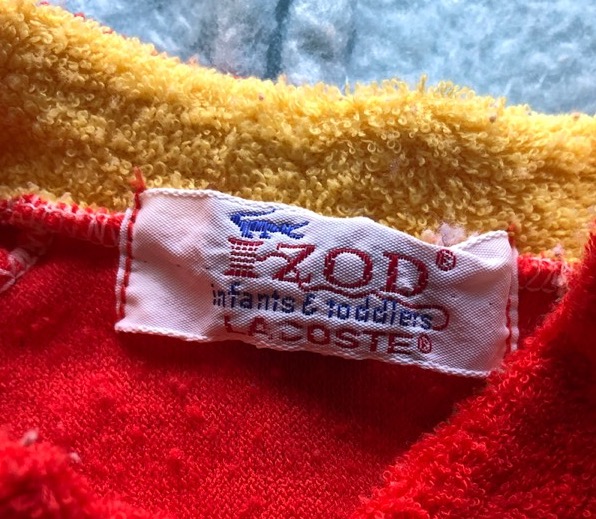 IZOD®
infants & toddlers
LACOSTE®